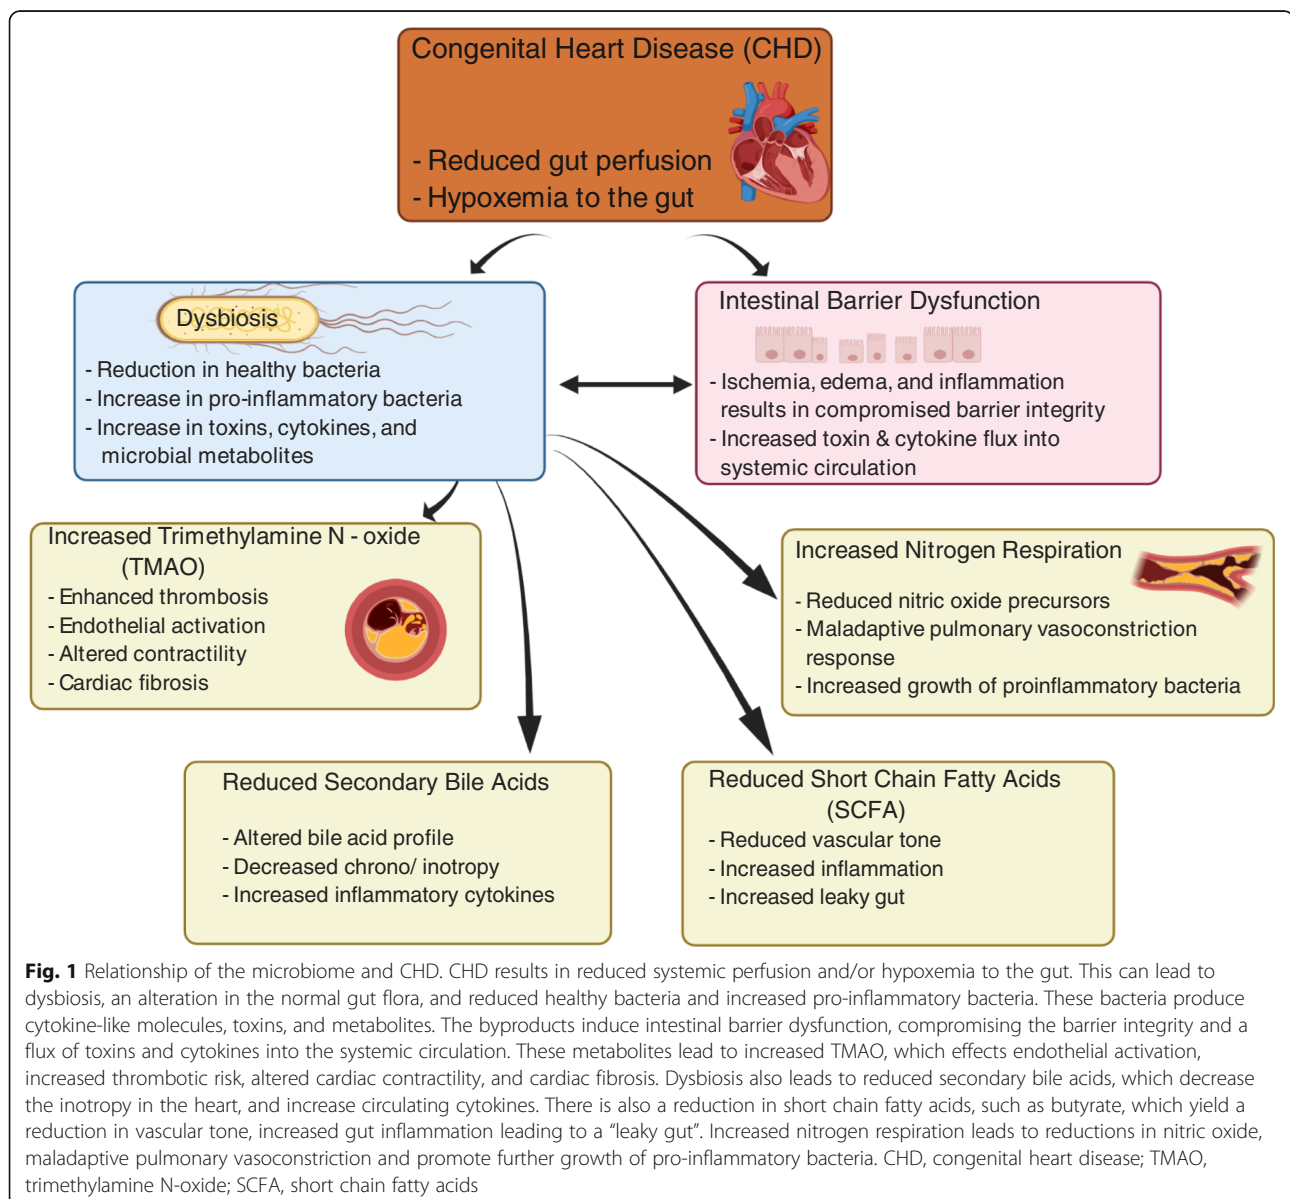 Congenital Heart Disease (CHD)
- Reduced gut perfusion
- Hypoxemia to the gut
Dysbiosis
- Reduction in healthy bacteria
- Increase in pro-inflammatory bacteria
- Increase in toxins, cytokines, and
microbial metabolites
Intestinal Barrier Dysfunction
- Ischemia, edema, and inflammation
results in compromised barrier integrity
- Increased toxin & cytokine flux into
systemic circulation
Increased Trimethylamine N - oxide
(TMAO)
- Enhanced thrombosis
- Endothelial activation
- Altered contractility
- Cardiac fibrosis
Increased Nitrogen Respiration
- Reduced nitric oxide precursors
- Maladaptive pulmonary vasoconstriction
response
- Increased growth of proinflammatory bacteria
Reduced Secondary Bile Acids
- Altered bile acid profile
- Decreased chrono/ inotropy
- Increased inflammatory cytokines
Reduced Short Chain Fatty Acids
(SCFA)
- Reduced vascular tone
- Increased inflammation
- Increased leaky gut
Fig. 1 Relationship of the microbiome and CHD. CHD results in reduced systemic perfusion and/or hypoxemia to the gut. This can lead to
dysbiosis, an alteration in the normal gut flora, and reduced healthy bacteria and increased pro-inflammatory bacteria. These bacteria produce
cytokine-like molecules, toxins, and metabolites. The byproducts induce intestinal barrier dysfunction, compromising the barrier integrity and a
flux of toxins and cytokines into the systemic circulation. These metabolites lead to increased TMAO, which effects endothelial activation,
increased thrombotic risk, altered cardiac contractility, and cardiac fibrosis. Dysbiosis also leads to reduced secondary bile acids, which decrease
the inotropy in the heart, and increase circulating cytokines. There is also a reduction in short chain fatty acids, such as butyrate, which yield a
reduction in vascular tone, increased gut inflammation leading to a “leaky gut”. Increased nitrogen respiration leads to reductions in nitric oxide,
maladaptive pulmonary vasoconstriction and promote further growth of pro-inflammatory bacteria. CHD, congenital heart disease; TMAO,
trimethylamine N-oxide; SCFA, short chain fatty acids